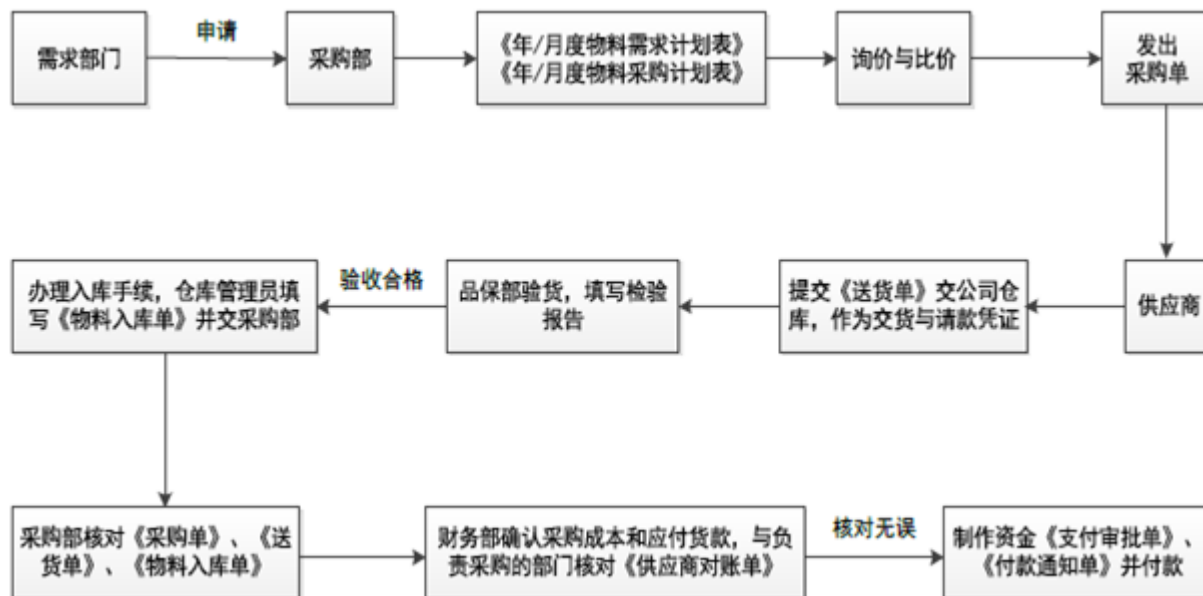 需求部门
申请
采购部
《年/月度物料需求计划表》
《年/月度物料采购计划表》
询价与比价
发出
采购单
供应商
提交《送货单》交公司仓
库，作为交货与请款凭证
品保部验货，填写检验
报告
验收合格
办理入库手续，仓库管理员填
写《物料入库单》并交采购部
采购部核对《采购单》、《送
货单》、《物料入库单》
财务部确认采购成本和应付货款，与负
责采购的部门核对《供应商对账单》
核对无误
制作资金《支付审批单》、
《付款通知单》并付款